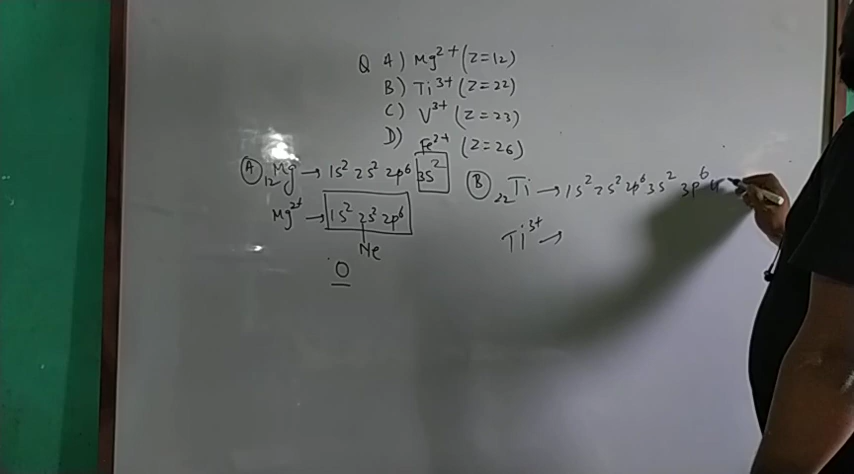 Q A) Mg²⁺ (Z=12)
B) Ti³⁺ (Z=22)
C) V³⁺ (Z=23)
D) Fe²⁺ (Z=26)
Ⓐ ₁₂Mg → 1s² 2s² 2p⁶ 3s²
Mg²⁺ → 1s² 2s² 2p⁶
Ne
0
Ⓑ ₂₂Ti → 1s² 2s² 2p⁶ 3s² 3p⁶
Ti³⁺ →